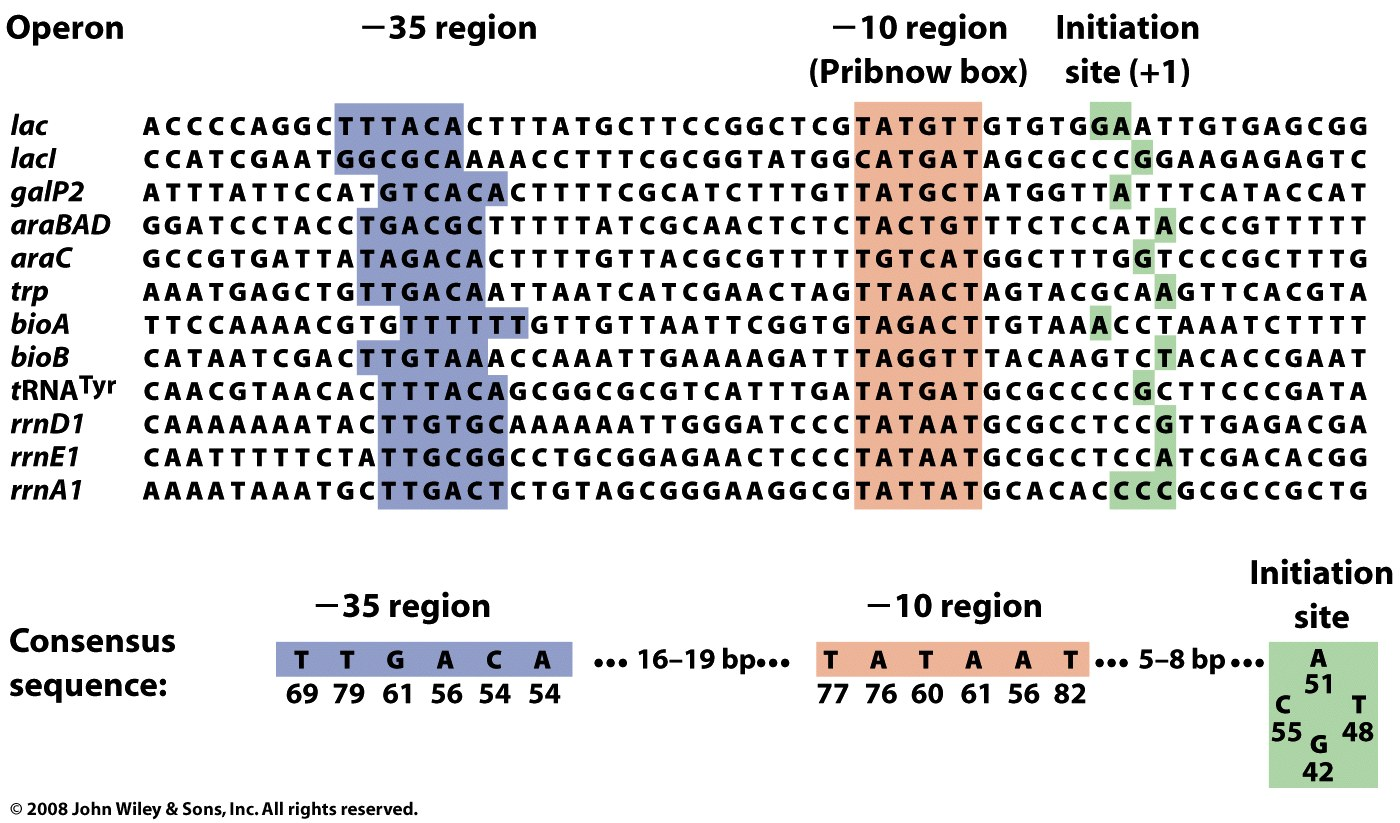 Operon −35 region −10 region Initiation
(Pribnow box) site (+1)
lac ACCCCAGGCTTTACACTTTATGCTTCCGGCTCGTATGTTGTGTGGAATTGTGAGCGG
lacI CCATCGAATGGCGCAAAACCTTTCGCGGTATGGCATGATAGCGCCCGGAAGAGAGTC
galP2 ATTTATTCCATGTCACACTTTTCGCATCTTTGTTATGCTATGGTTATTTCATACCAT
araBAD GGATCCTACCTGACGCTTTTTATCGCAACTCTCTACTGTTTCTCCATACCCGTTTTT
araC GCCGTGATTATAGACACTTTTGTTACGCGTTTTTGTCATGGCTTTGGTCCCGCTTTG
trp AAATGAGCTGTTGACAATTAATCATCGAACTAGTTAACTAGTACGCAAGTTCACGTA
bioA TTCCAAAACGTGTTTTTTGTTGTTAATTCGGTGTAGACTTGTAAACCTAAATCTTTT
bioB CATAATCGACTTGTAAACCAAATTGAAAAGATTTAGGTTTACAAGTCTACACCGAAT
tRNATyr CAACGTAACACTTTACAGCGGCGCGTCATTTGATATGATGCGCCCCGCTTCCCGATA
rrnD1 CAAAAAAATACTTGTGCAAAAAATTGGGATCCCTATAATGCGCCTCCGTTGAGACGA
rrnE1 CAATTTTTCTATTGCGGCCTGCGGAGAACTCCCTATAATGCGCCTCCATCGACACGG
rrnA1 AAAATAAATGCTTGACTCTGTAGCGGGAAGGCGTATTATGCACACCCCGCGCCGCTG
Initiation
−35 region −10 region site
Consensus
sequence:
T T G A C A ••• 16–19 bp••• T A T A A T ••• 5–8 bp •••
69 79 61 56 54 54 77 76 60 61 56 82
A
51
C T
55 48
G
42
© 2008 John Wiley & Sons, Inc. All rights reserved.